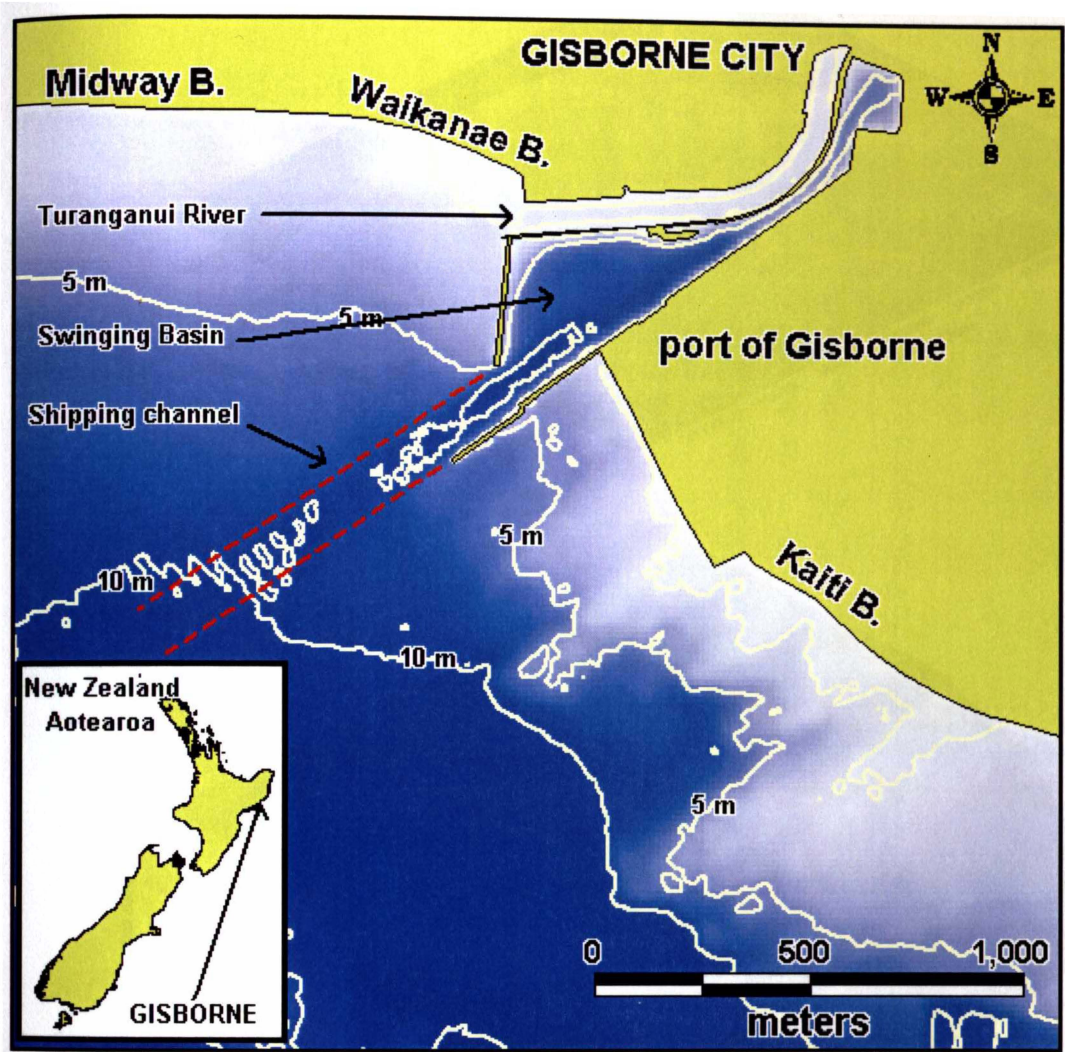 GISBORNE CITY
N
W
E
S
Midway B.
Waikanae B.
Turanganui River
5 m
5 m
Swinging Basin
port of Gisborne
Shipping channel
5 m
Kaiti B.
10 m
10 m
New Zealand
Aotearoa
5 m
GISBORNE
0 500 1,000
meters